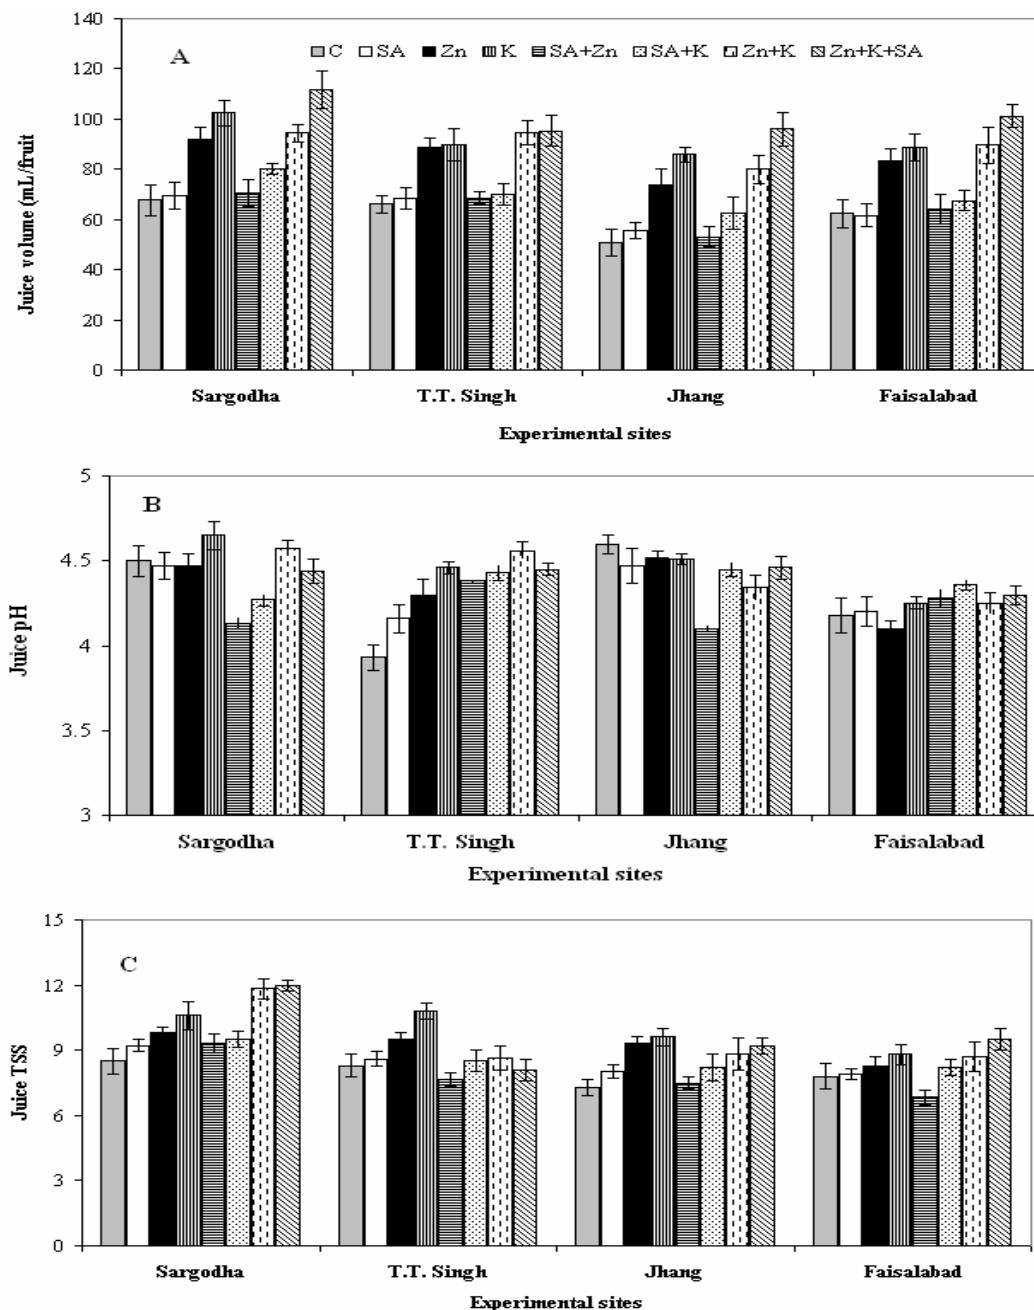 140
A
C SA Zn K SA+Zn SA+K Zn+K Zn+K+SA
120
100
80
60
40
20
0
Juice volume (mL/fruit)
Sargodha T.T. Singh Jhang Faisalabad
Experimental sites
5
B
4.5
4
3.5
3
Juice pH
Sargodha T.T. Singh Jhang Faisalabad
Experimental sites
15
C
12
9
6
3
0
Juice TSS
Sargodha T.T. Singh Jhang Faisalabad
Experimental sites